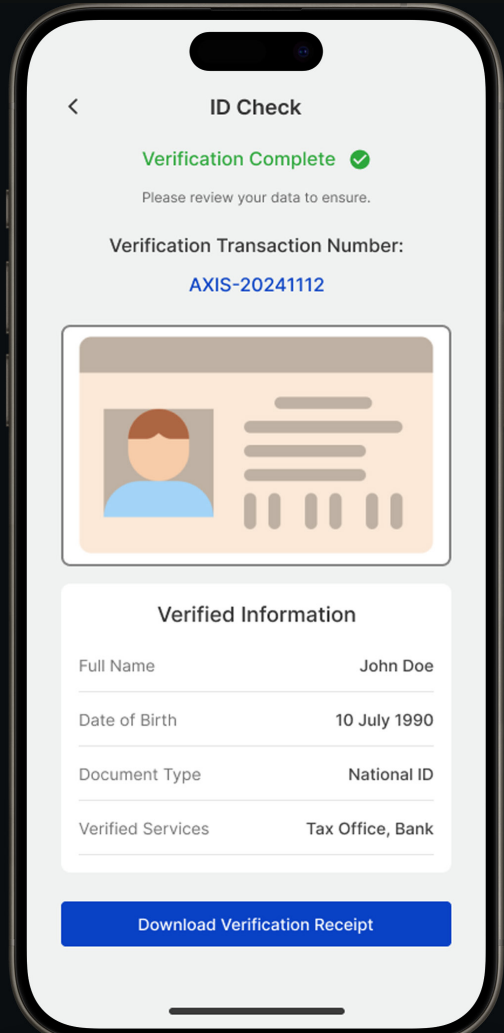 ID Check
Verification Complete
Please review your data to ensure.
Verification Transaction Number:
AXIS-20241112
Verified Information
Full Name John Doe
Date of Birth 10 July 1990
Document Type National ID
Verified Services Tax Office, Bank
Download Verification Receipt